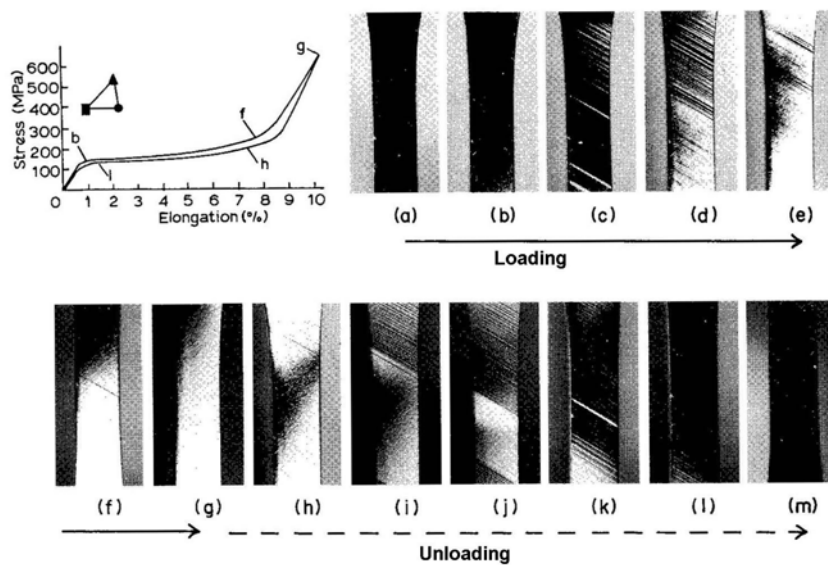 g
600
500
400
300
200
100
Stress (MPa)
b
f
l
h
0 1 2 3 4 5 6 7 8 9 10
Elongation(%)
(a) (b) (c) (d) (e)
Loading
(f) (g) (h) (i) (j) (k) (l) (m)
Unloading